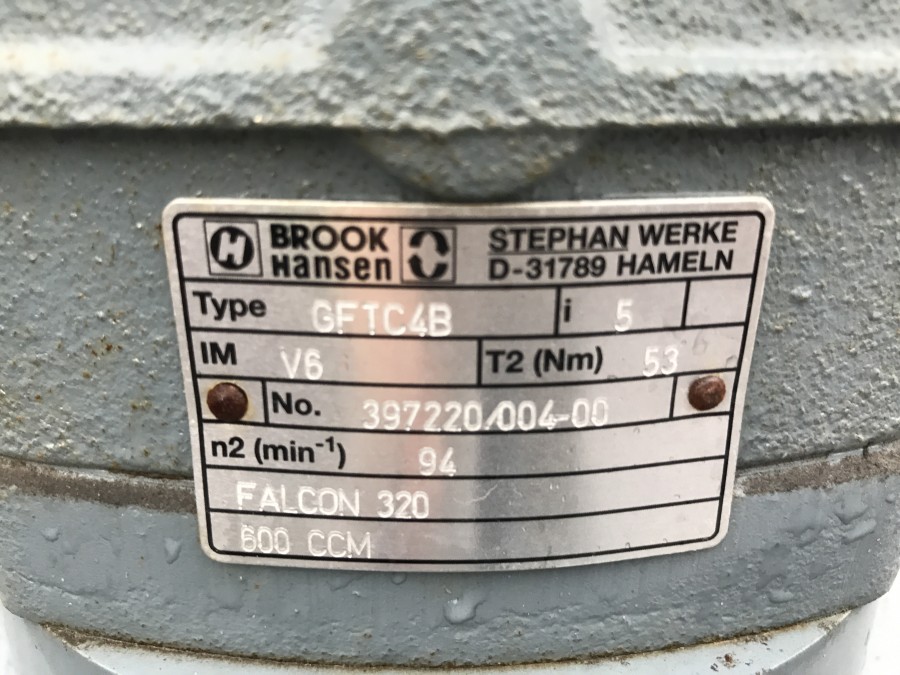 H BROOK Hansen STEPHAN WERKE
D-31789 HAMELN
Type GFTC4B i 5
IM V6 T2 (Nm) 53
No. 397220/004-00
n2 (min⁻¹) 94
FALCON 320
600 CCM